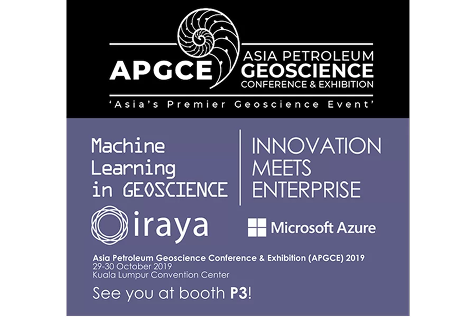 APGCE
ASIA PETROLEUM
GEOSCIENCE
CONFERENCE & EXHIBITION
'Asia's Premier Geoscience Event'
Machine
Learning
in GEOSCIENCE
INNOVATION
MEETS
ENTERPRISE
iraya
Microsoft Azure
Asia Petroleum Geoscience Conference & Exhibition (APGCE) 2019
29-30 October 2019
Kuala Lumpur Convention Center
See you at booth P3!